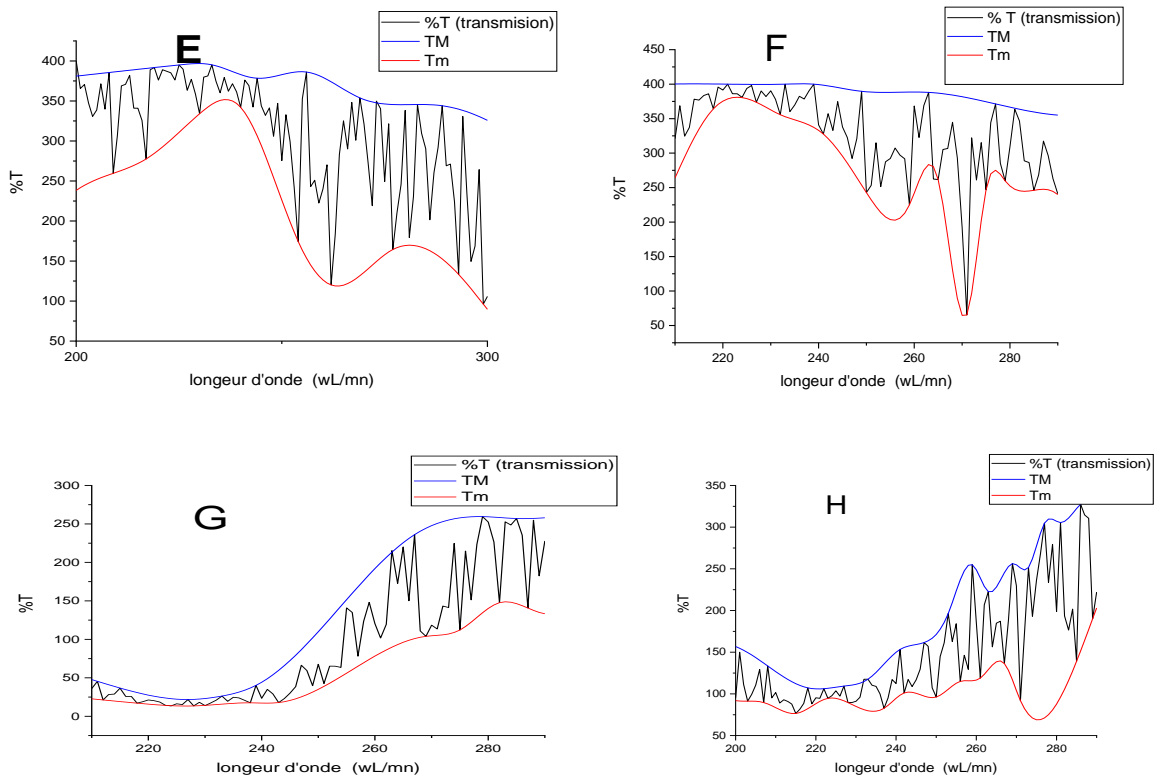 E
%T (transmision)
TM
Tm
400
350
300
250
200
150
100
50
%T
200
300
longeur d'onde (wL/mn)
F
% T (transmission)
TM
Tm
450
400
350
300
250
200
150
100
50
%T
220
240
260
280
longeur d'onde (wL/mn)
G
%T (transmission)
TM
Tm
300
250
200
150
100
50
0
%T
220
240
260
280
longeur d'onde (wL/mn)
H
%T (transmission)
TM
Tm
350
300
250
200
150
100
50
%T
200
220
240
260
280
longeur d'onde (wL/mn)